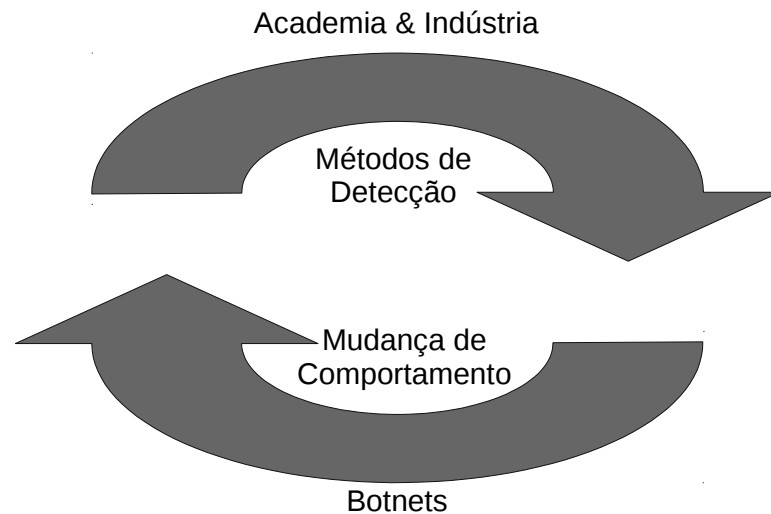 Academia & Indústria
Métodos de
Detecção
Mudança de
Comportamento
Botnets